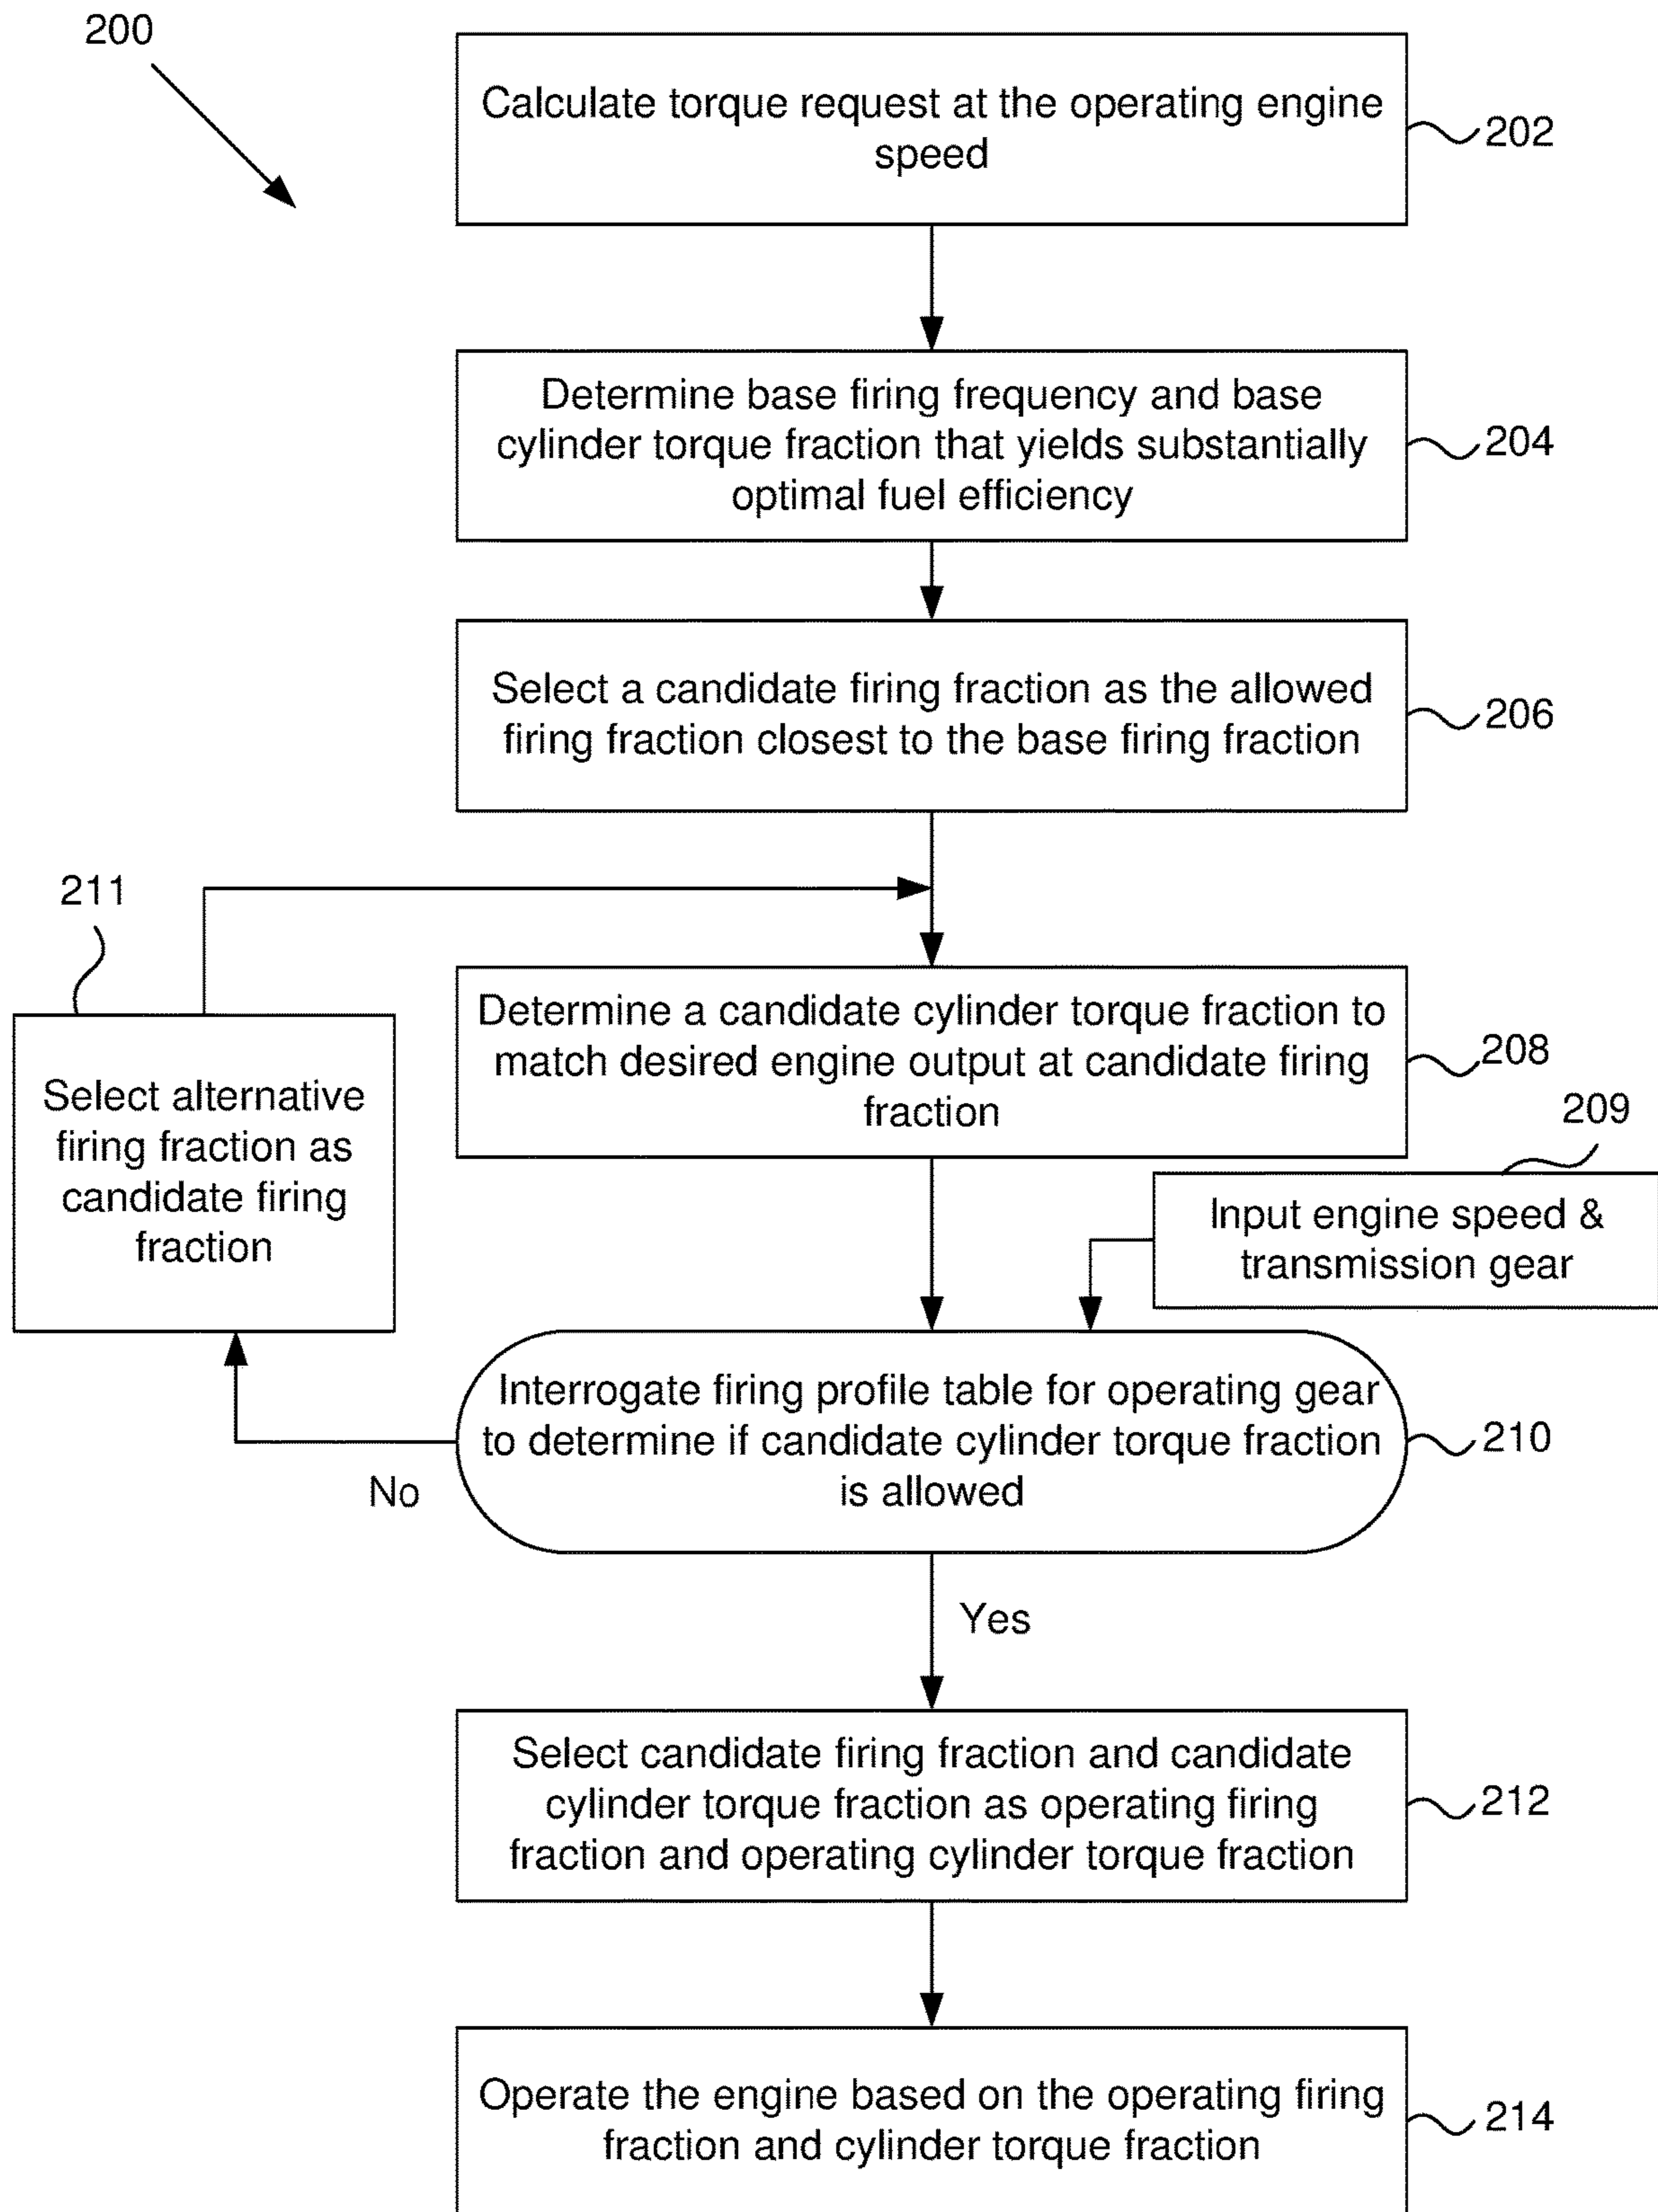 200
Calculate torque request at the operating engine
speed
202
Determine base firing frequency and base
cylinder torque fraction that yields substantially
optimal fuel efficiency
204
Select a candidate firing fraction as the allowed
firing fraction closest to the base firing fraction
206
211
Select alternative
firing fraction as
candidate firing
fraction
Determine a candidate cylinder torque fraction to
match desired engine output at candidate firing
fraction
208
209
Input engine speed &
transmission gear
Interrogate firing profile table for operating gear
to determine if candidate cylinder torque fraction
is allowed
210
No
Yes
Select candidate firing fraction and candidate
cylinder torque fraction as operating firing
fraction and operating cylinder torque fraction
212
Operate the engine based on the operating firing
fraction and cylinder torque fraction
214